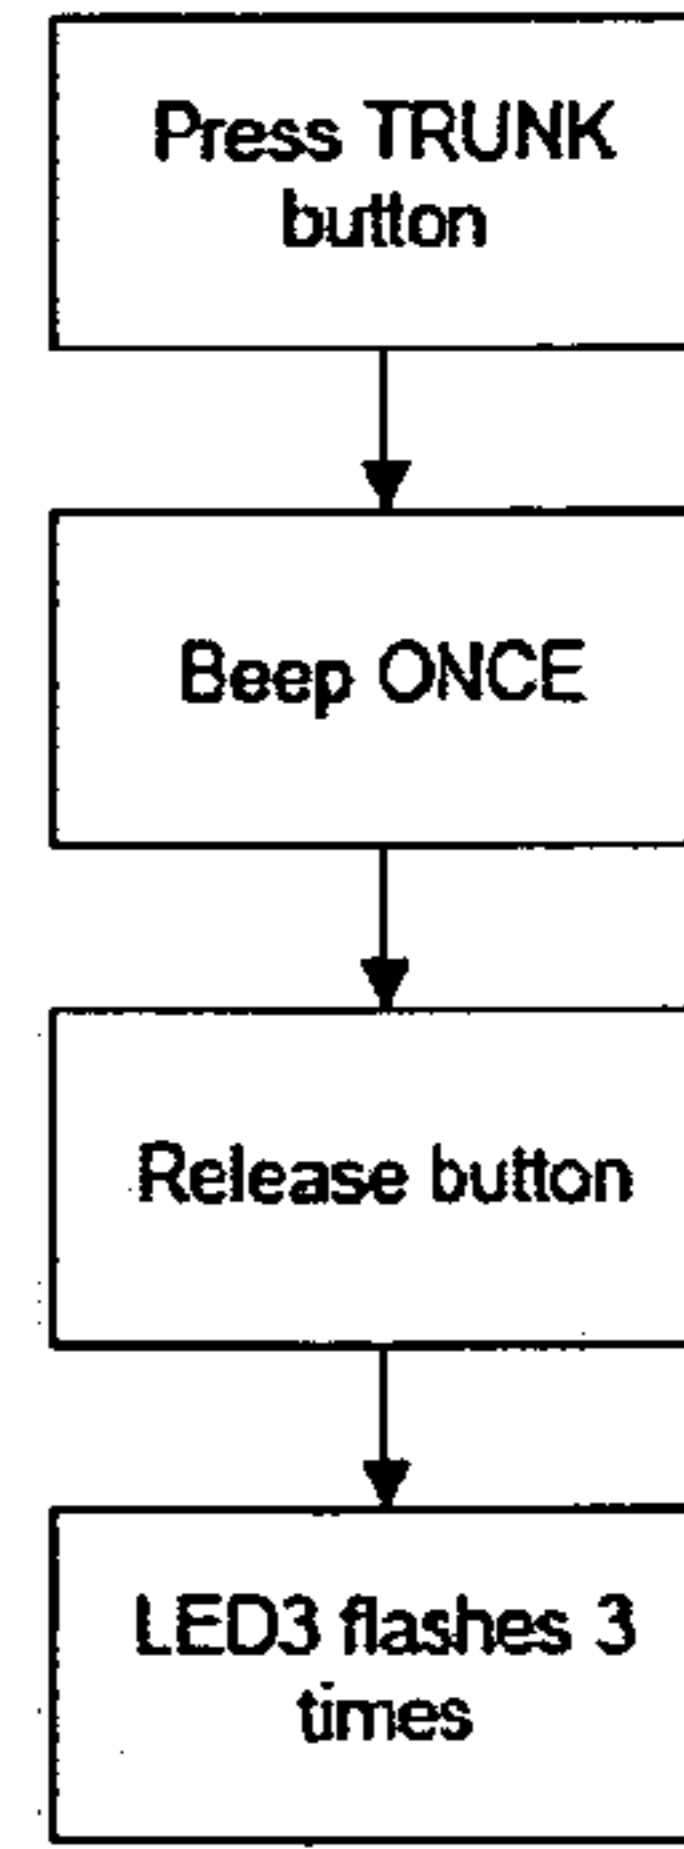 Press TRUNK
button
Beep ONCE
Release button
LED3 flashes 3
times